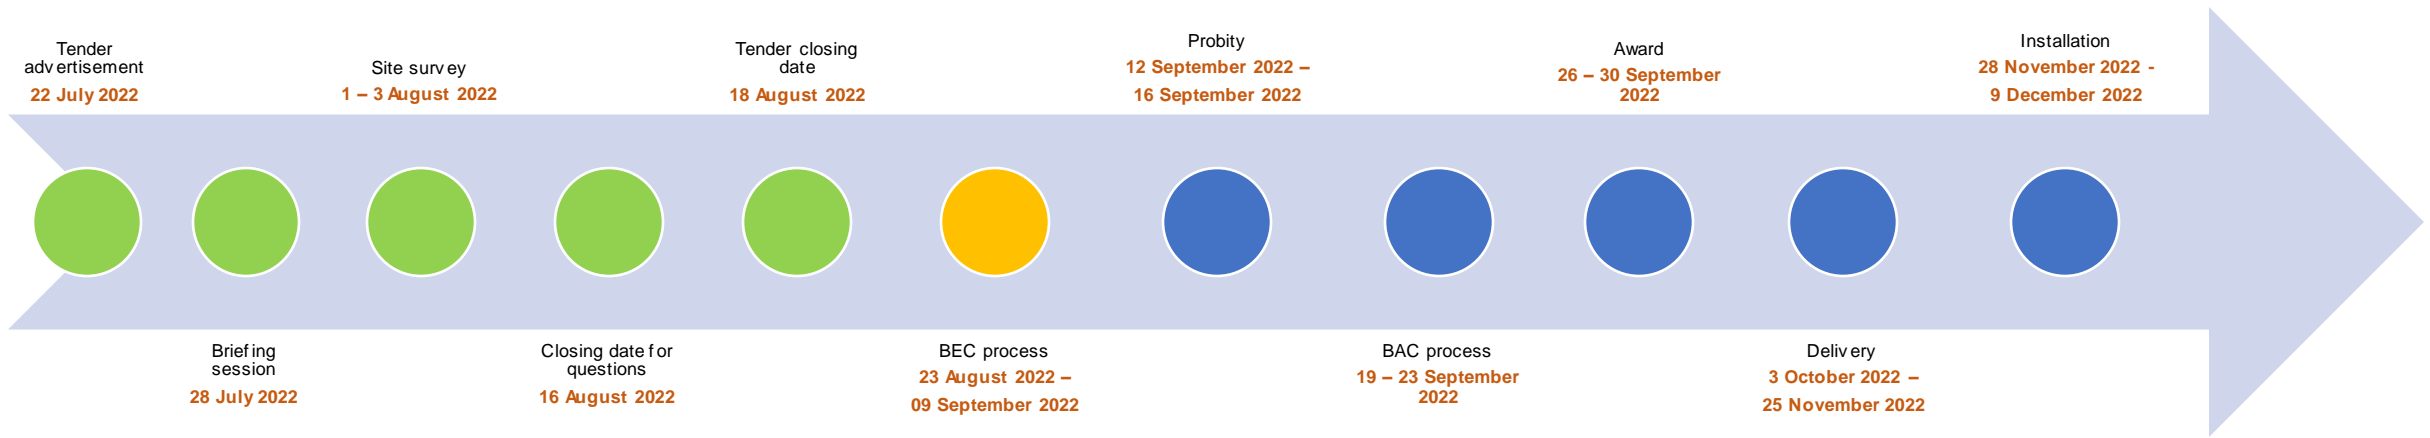 Tender
advertisement
22 July 2022
Briefing
session
28 July 2022
Site survey
1 – 3 August 2022
Closing date for
questions
16 August 2022
Tender closing
date
18 August 2022
BEC process
23 August 2022 –
09 September 2022
Probity
12 September 2022 –
16 September 2022
BAC process
19 – 23 September
2022
Award
26 – 30 September
2022
Delivery
3 October 2022 –
25 November 2022
Installation
28 November 2022 -
9 December 2022